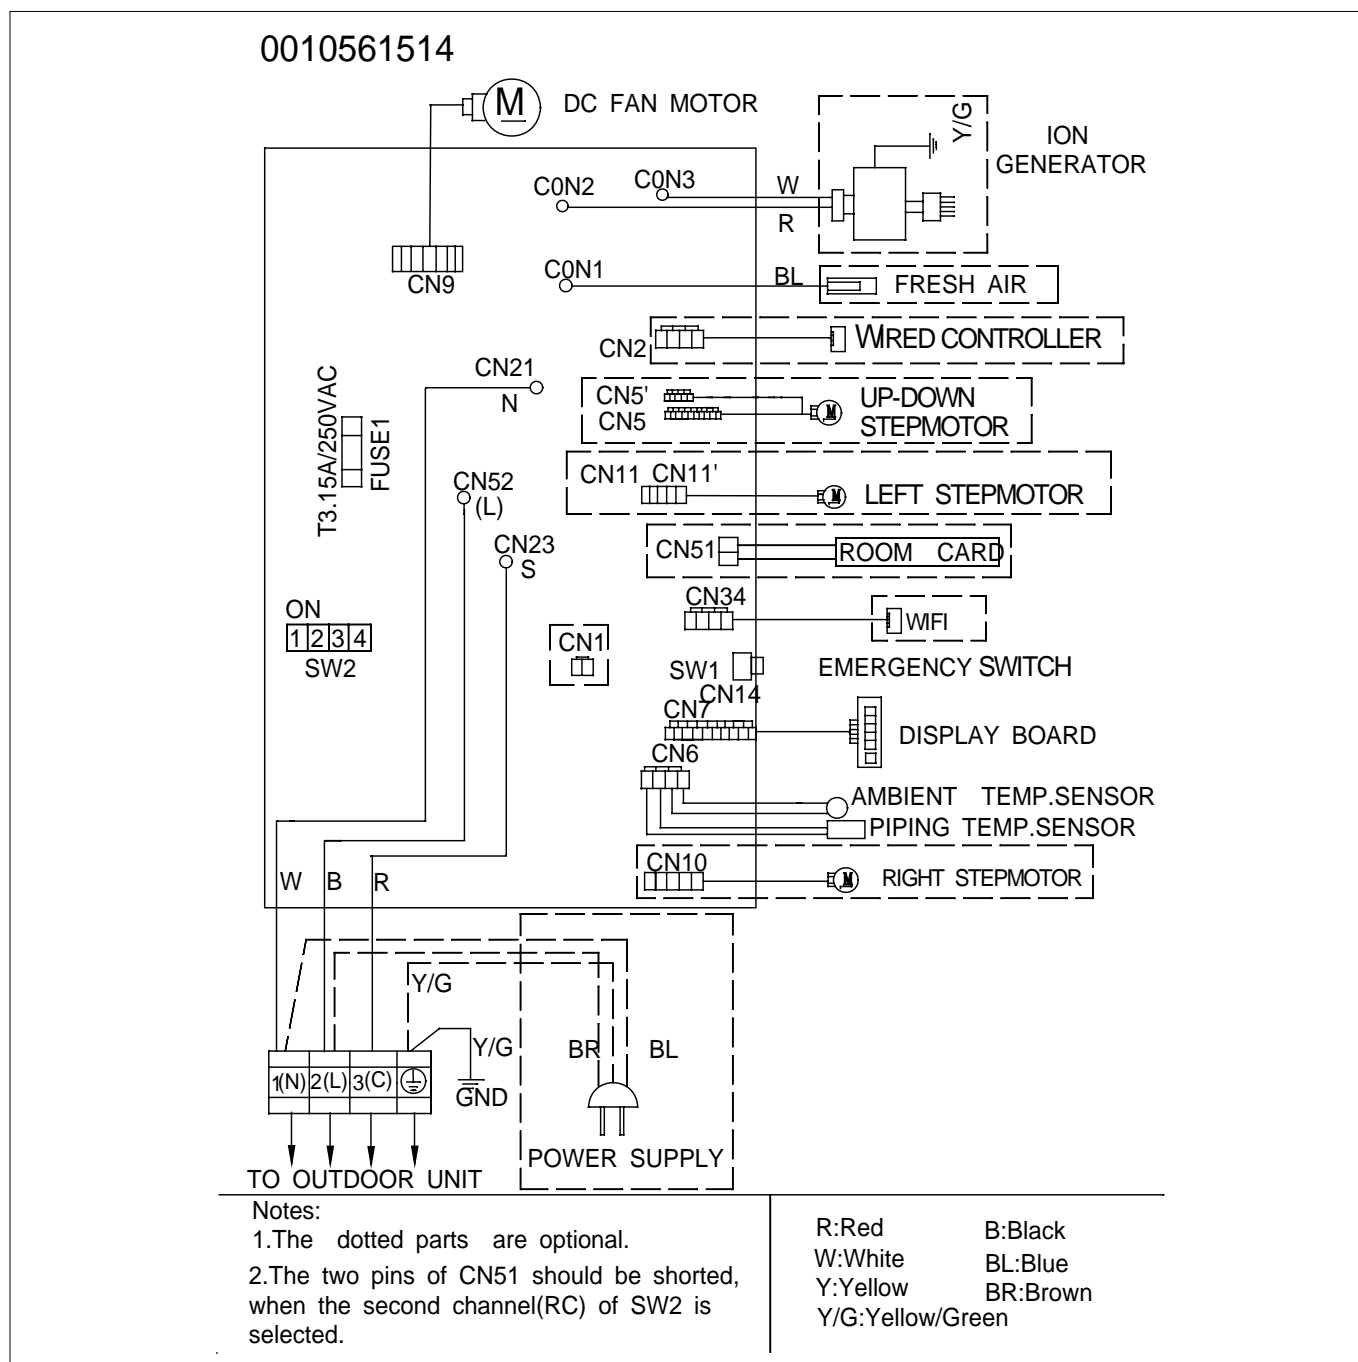 0010561514
M
DC FAN MOTOR
Y/G
ION
GENERATOR
C0N2
C0N3
W
R
CN9
C0N1
BL
FRESH AIR
CN2
WIRED CONTROLLER
CN21
N
CN5'
CN5
M
UP-DOWN
STEPMOTOR
T3.15A/250VAC
FUSE1
CN11 CN11'
M
LEFT STEPMOTOR
CN52
(L)
CN23
S
CN51
ROOM CARD
CN34
WIFI
ON
1 2 3 4
SW2
CN1
SW1
EMERGENCY SWITCH
CN14
CN7
DISPLAY BOARD
CN6
AMBIENT TEMP.SENSOR
PIPING TEMP.SENSOR
CN10
M
RIGHT STEPMOTOR
W B R
Y/G
Y/G
BR BL
1(N) 2(L) 3(C)
GND
POWER SUPPLY
TO OUTDOOR UNIT
Notes:
1.The dotted parts are optional.
2.The two pins of CN51 should be shorted,
when the second channel(RC) of SW2 is
selected.
R:Red B:Black
W:White BL:Blue
Y:Yellow BR:Brown
Y/G:Yellow/Green